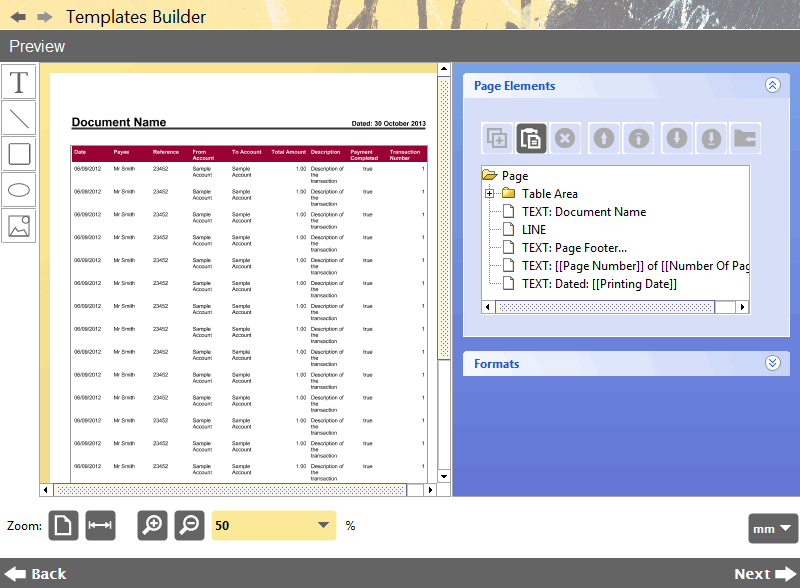 Templates Builder
Preview
T
Document Name
Dated: 30 October 2013
Date Payee Reference From Account To Account Total Amount Description Payment Completed Transaction Number
06/09/2012 Mr Smith 23452 Sample Account Sample Account 1.00 Description of the transaction true 1
06/09/2012 Mr Smith 23452 Sample Account Sample Account 1.00 Description of the transaction true 1
06/09/2012 Mr Smith 23452 Sample Account Sample Account 1.00 Description of the transaction true 1
06/09/2012 Mr Smith 23452 Sample Account Sample Account 1.00 Description of the transaction true 1
06/09/2012 Mr Smith 23452 Sample Account Sample Account 1.00 Description of the transaction true 1
06/09/2012 Mr Smith 23452 Sample Account Sample Account 1.00 Description of the transaction true 1
06/09/2012 Mr Smith 23452 Sample Account Sample Account 1.00 Description of the transaction true 1
06/09/2012 Mr Smith 23452 Sample Account Sample Account 1.00 Description of the transaction true 1
06/09/2012 Mr Smith 23452 Sample Account Sample Account 1.00 Description of the transaction true 1
06/09/2012 Mr Smith 23452 Sample Account Sample Account 1.00 Description of the transaction true 1
06/09/2012 Mr Smith 23452 Sample Account Sample Account 1.00 Description of the transaction true 1
06/09/2012 Mr Smith 23452 Sample Account Sample Account 1.00 Description of the transaction true 1
06/09/2012 Mr Smith 23452 Sample Account Sample Account 1.00 Description of the transaction true 1
06/09/2012 Mr Smith 23452 Sample Account Sample Account 1.00 Description of the transaction true 1
Page Elements
Page
Table Area
TEXT: Document Name
LINE
TEXT: Page Footer...
TEXT: [[Page Number]] of [[Number Of Pag
TEXT: Dated: [[Printing Date]]
Formats
Zoom: 50 %
mm
Back
Next